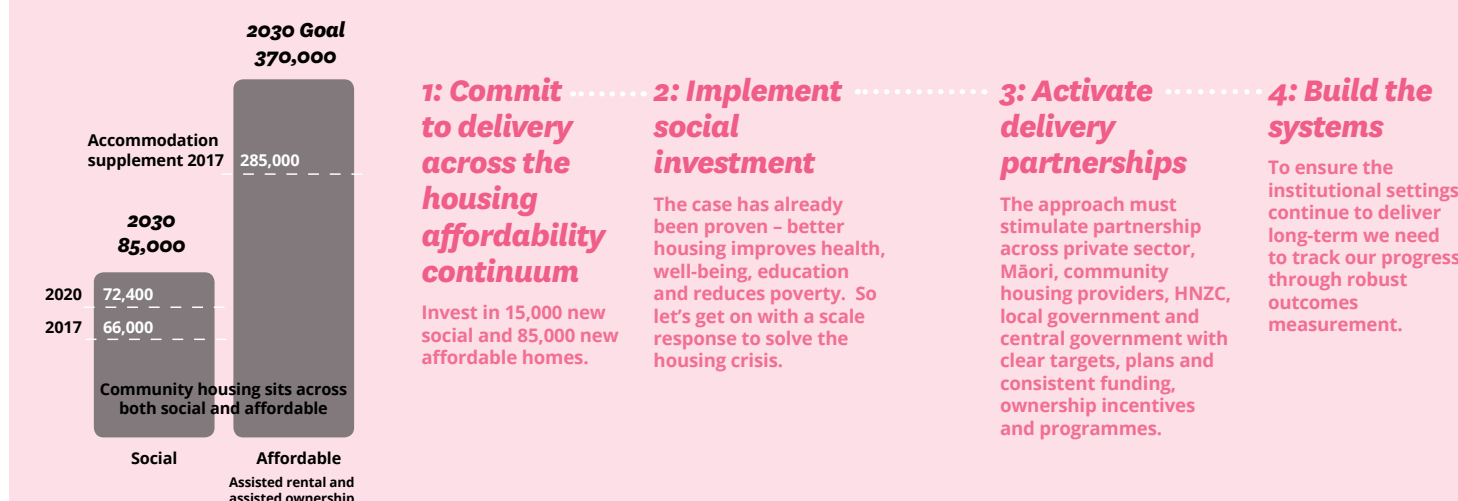 2030 Goal
370,000
Accommodation
supplement 2017
285,000
2030
85,000
2020
72,400
2017
66,000
Community housing sits across
both social and affordable
Social
Affordable
Assisted rental and
assisted ownership
1: Commit
to delivery
across the
housing
affordability
continuum
Invest in 15,000 new
social and 85,000 new
affordable homes.
2: Implement
social
investment
The case has already
been proven – better
housing improves health,
well-being, education
and reduces poverty.  So
let's get on with a scale
response to solve the
housing crisis.
3: Activate
delivery
partnerships
The approach must
stimulate partnership
across private sector,
Māori, community
housing providers, HNZC,
local government and
central government with
clear targets, plans and
consistent funding,
ownership incentives
and programmes.
4: Build the
systems
To ensure the
institutional settings
continue to deliver
long-term we need
to track our progress
through robust
outcomes
measurement.